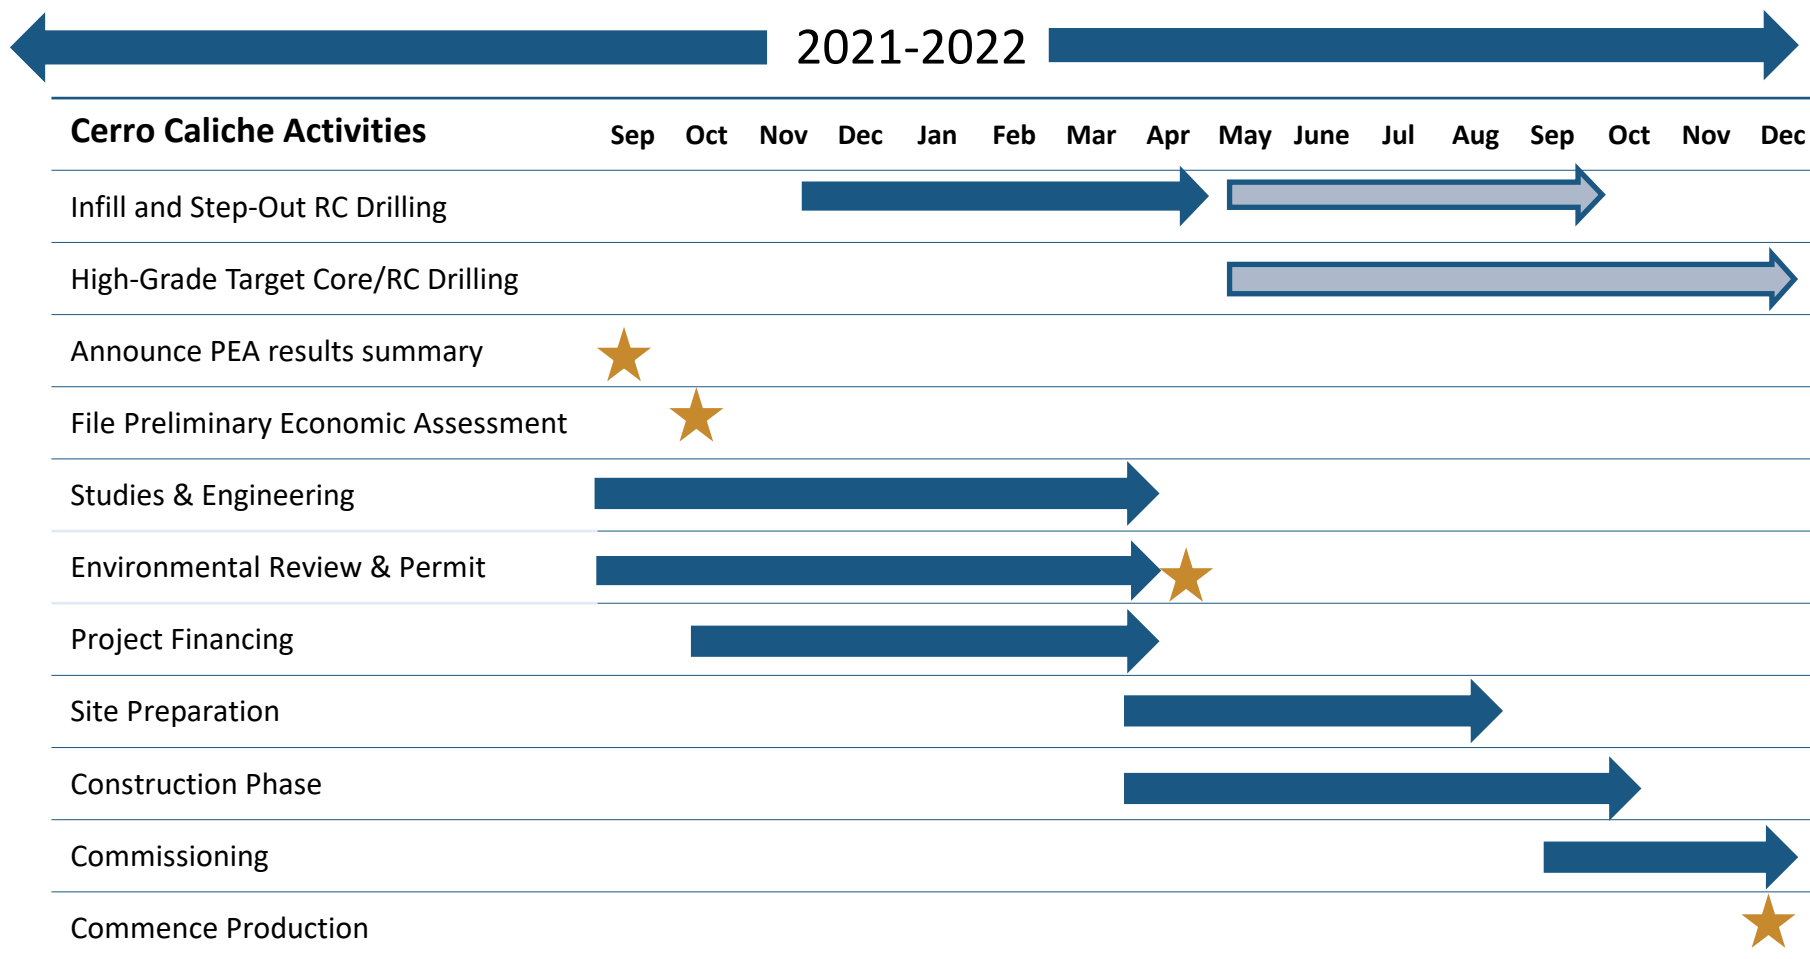 2021-2022
Cerro Caliche Activities Sep Oct Nov Dec Jan Feb Mar Apr May June Jul Aug Sep Oct Nov Dec
Infill and Step-Out RC Drilling
High-Grade Target Core/RC Drilling
Announce PEA results summary
File Preliminary Economic Assessment
Studies & Engineering
Environmental Review & Permit
Project Financing
Site Preparation
Construction Phase
Commissioning
Commence Production